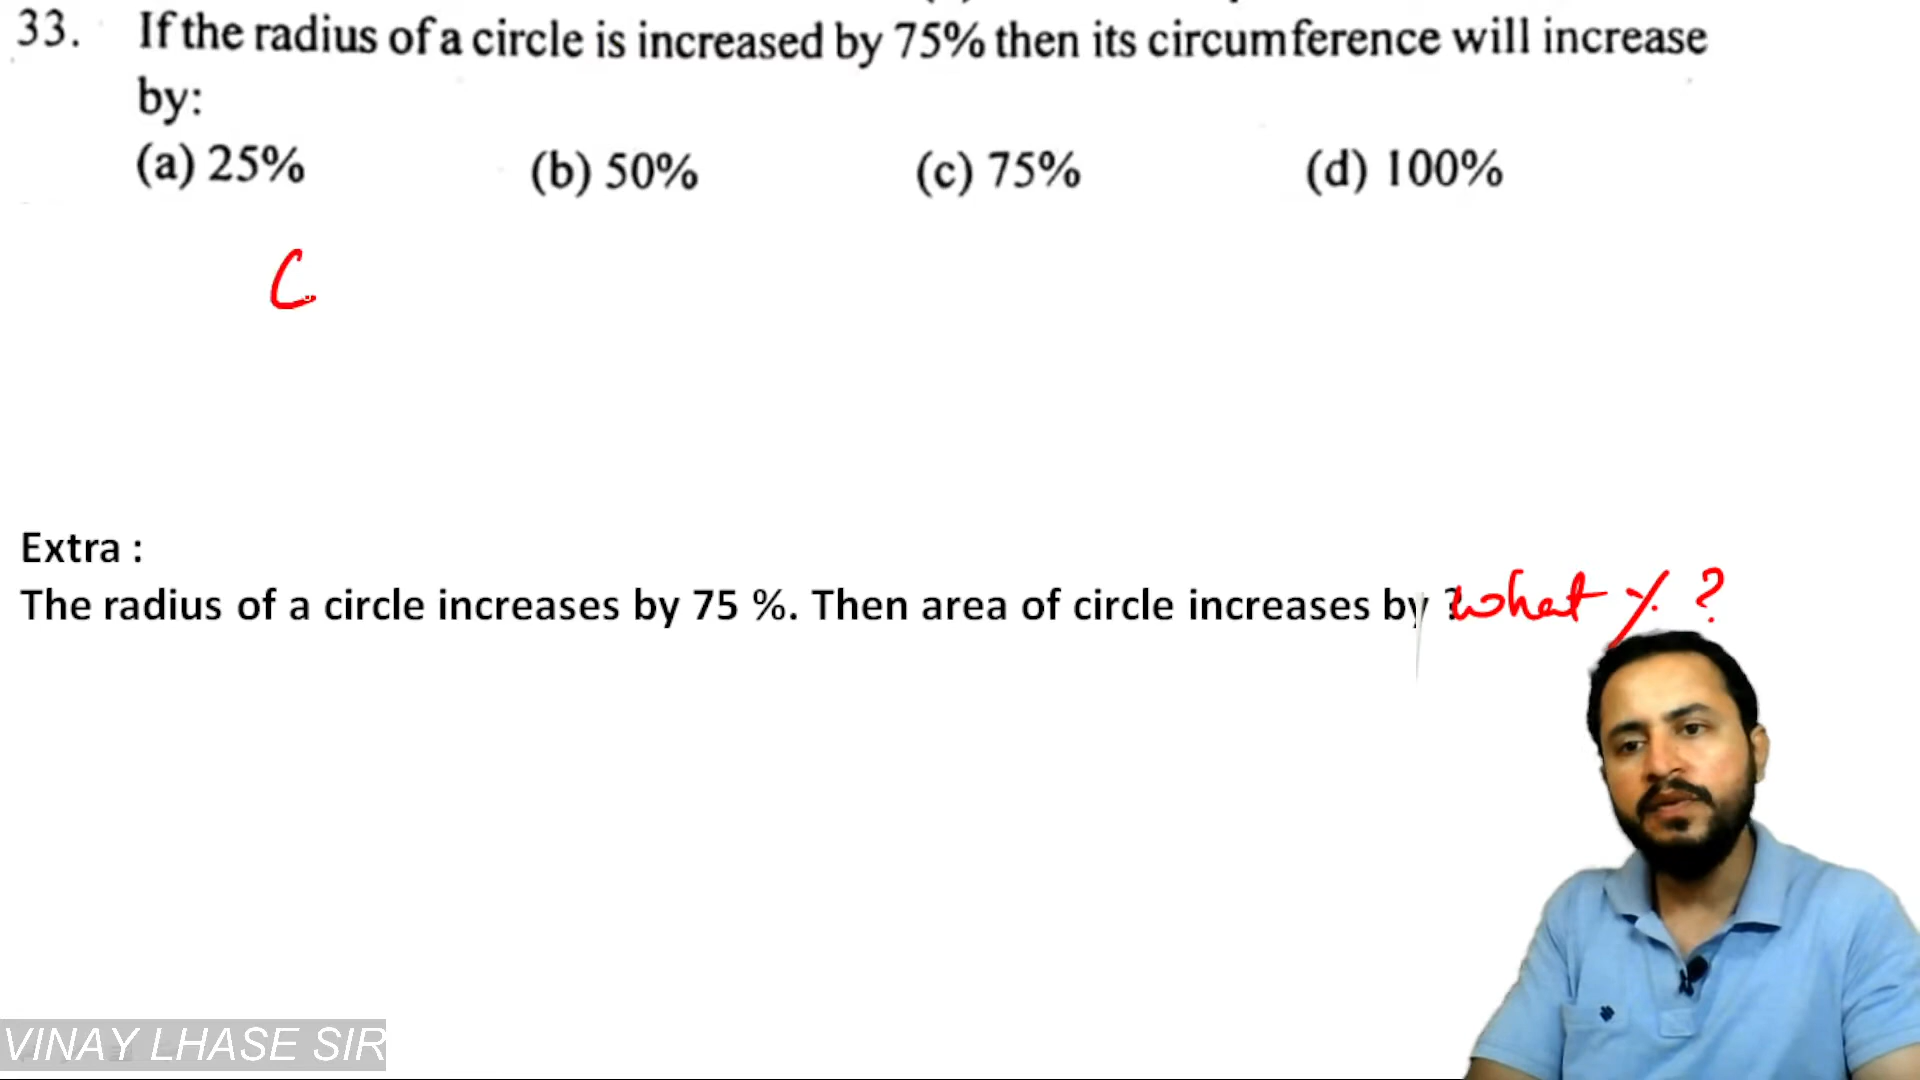 33. If the radius of a circle is increased by 75% then its circumference will increase
by:
(a) 25% (b) 50% (c) 75% (d) 100%
C
Extra :
The radius of a circle increases by 75 %. Then area of circle increases by ? what % ?
VINAY LHASE SIR